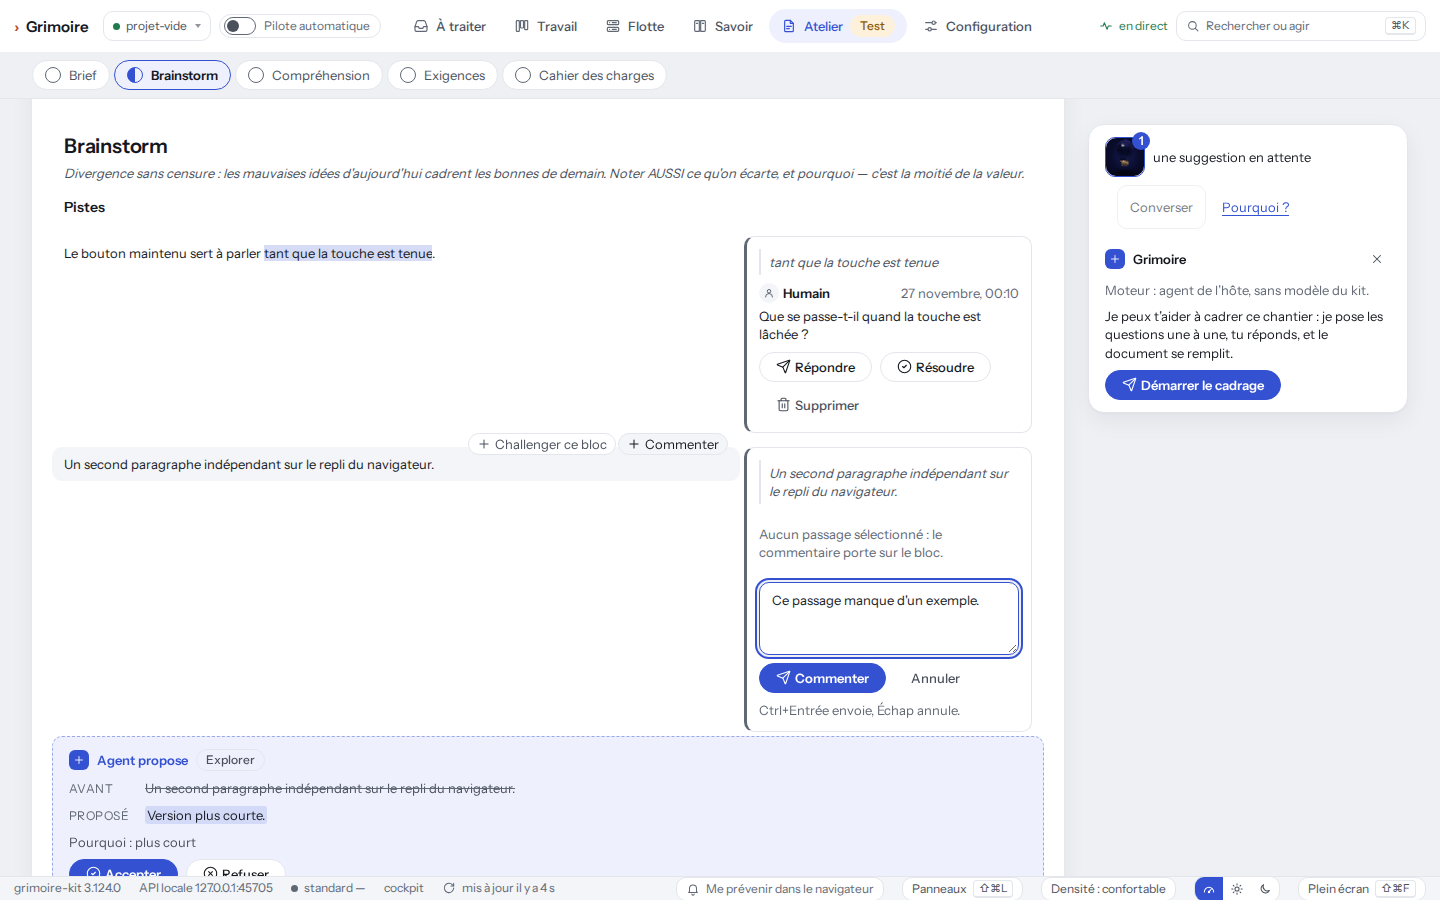 Grimoire projet-vide Pilote automatique À traiter Travail Flotte Savoir Atelier Test Configuration en direct Rechercher ou agir ⌘K
Brief Brainstorm Compréhension Exigences Cahier des charges
Brainstorm
Divergence sans censure : les mauvaises idées d'aujourd'hui cadrent les bonnes de demain. Noter AUSSI ce qu'on écarte, et pourquoi — c'est la moitié de la valeur.
Pistes
Le bouton maintenu sert à parler tant que la touche est tenue.
tant que la touche est tenue
Humain 27 novembre, 00:10
Que se passe-t-il quand la touche est
lâchée ?
Répondre Résoudre
Supprimer
Challenger ce bloc Commenter
Un second paragraphe indépendant sur le repli du navigateur.
Un second paragraphe indépendant sur
le repli du navigateur.
Aucun passage sélectionné : le
commentaire porte sur le bloc.
Ce passage manque d'un exemple.
Commenter Annuler
Ctrl+Entrée envoie, Échap annule.
Agent propose Explorer
AVANT Un second paragraphe indépendant sur le repli du navigateur.
PROPOSÉ Version plus courte.
Pourquoi : plus court
Accepter Refuser
1
une suggestion en attente
Converser Pourquoi ?
Grimoire
Moteur : agent de l'hôte, sans modèle du kit.
Je peux t'aider à cadrer ce chantier : je pose les
questions une à une, tu réponds, et le
document se remplit.
Démarrer le cadrage
grimoire-kit 3.124.0 API locale 127.0.0.1:45705 standard — cockpit mis à jour il y a 4 s Me prévenir dans le navigateur Panneaux ⇧⌘L Densité : confortable Plein écran ⇧⌘F